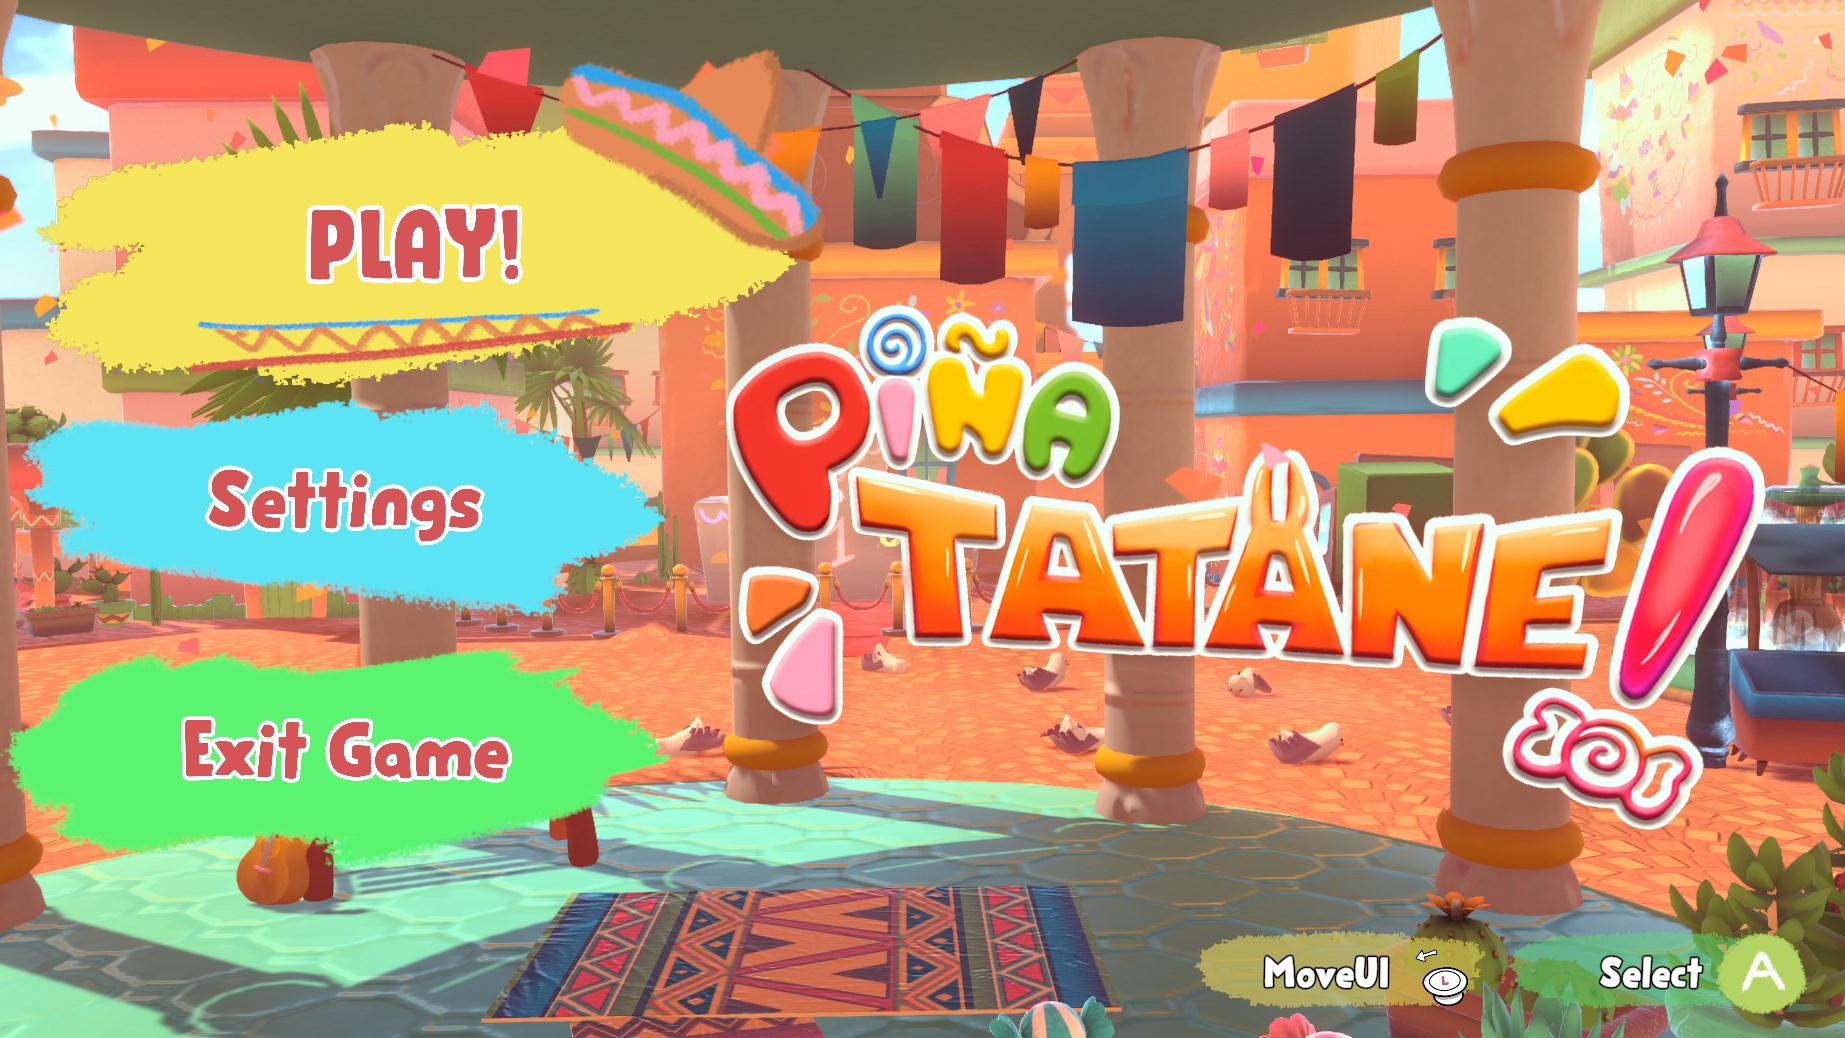 PLAY!
Settings
Exit Game
PiÑA
TATANE!
MoveUI
L
Select
A